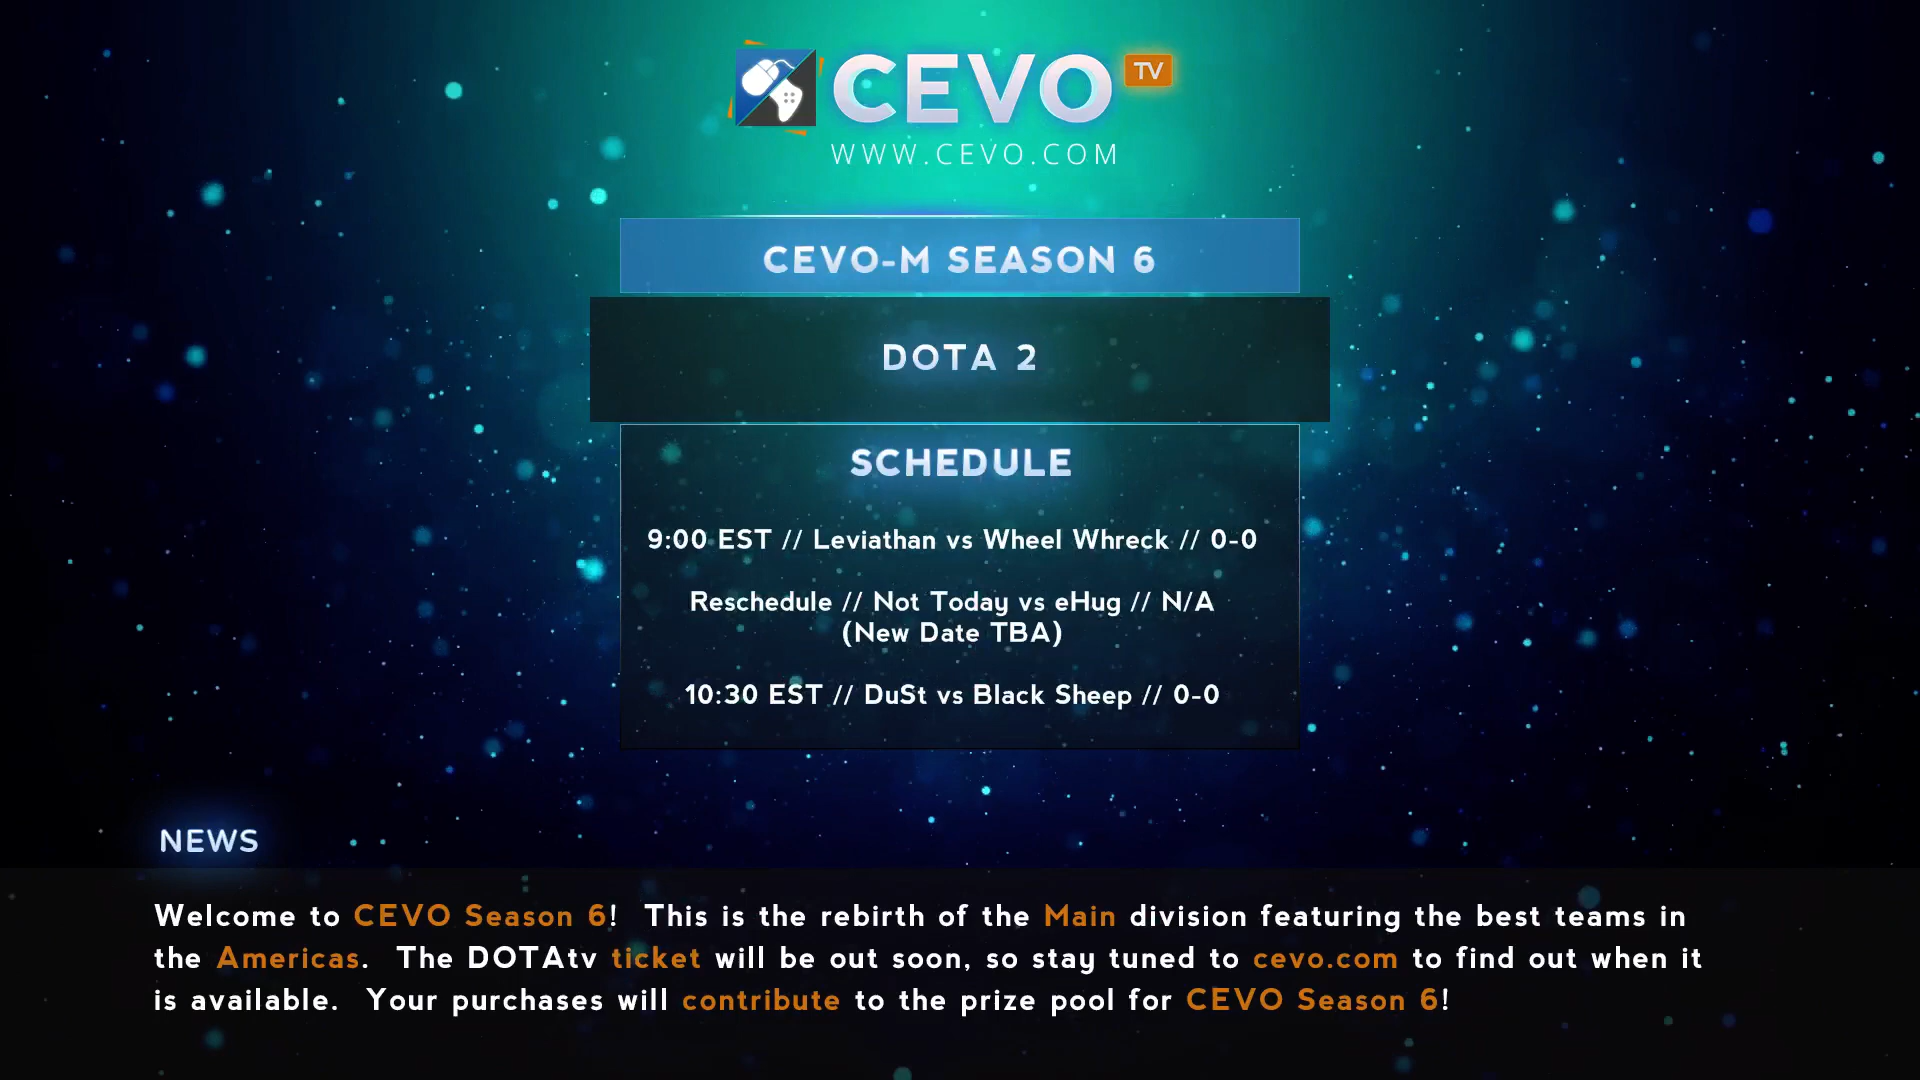 CEVO TV
WWW.CEVO.COM
CEVO-M SEASON 6
DOTA 2
SCHEDULE
9:00 EST // Leviathan vs Wheel Whreck // 0-0
Reschedule // Not Today vs eHug // N/A
(New Date TBA)
10:30 EST // DuSt vs Black Sheep // 0-0
NEWS
Welcome to CEVO Season 6! This is the rebirth of the Main division featuring the best teams in
the Americas. The DOTAtv ticket will be out soon, so stay tuned to cevo.com to find out when it
is available. Your purchases will contribute to the prize pool for CEVO Season 6!